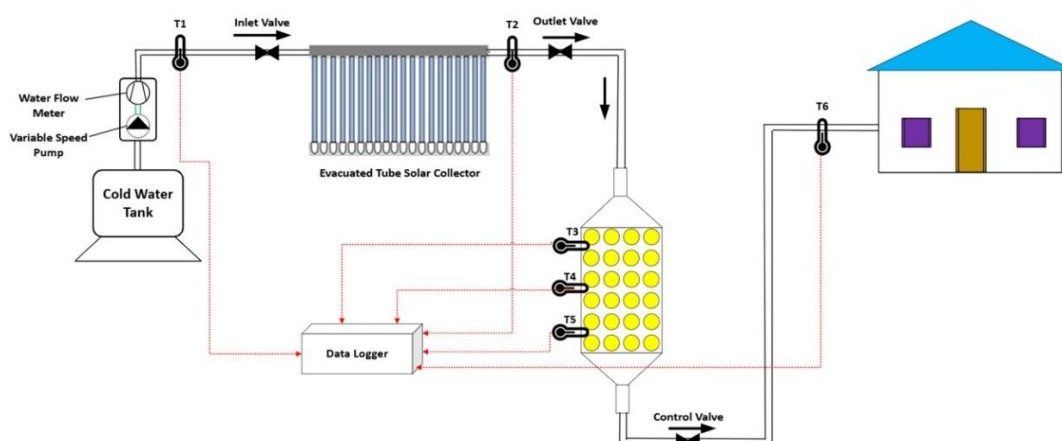 T1
Inlet Valve
T2
Outlet Valve
Water Flow
Meter
Variable Speed
Pump
Cold Water
Tank
Evacuated Tube Solar Collector
T6
T3
T4
T5
Data Logger
Control Valve